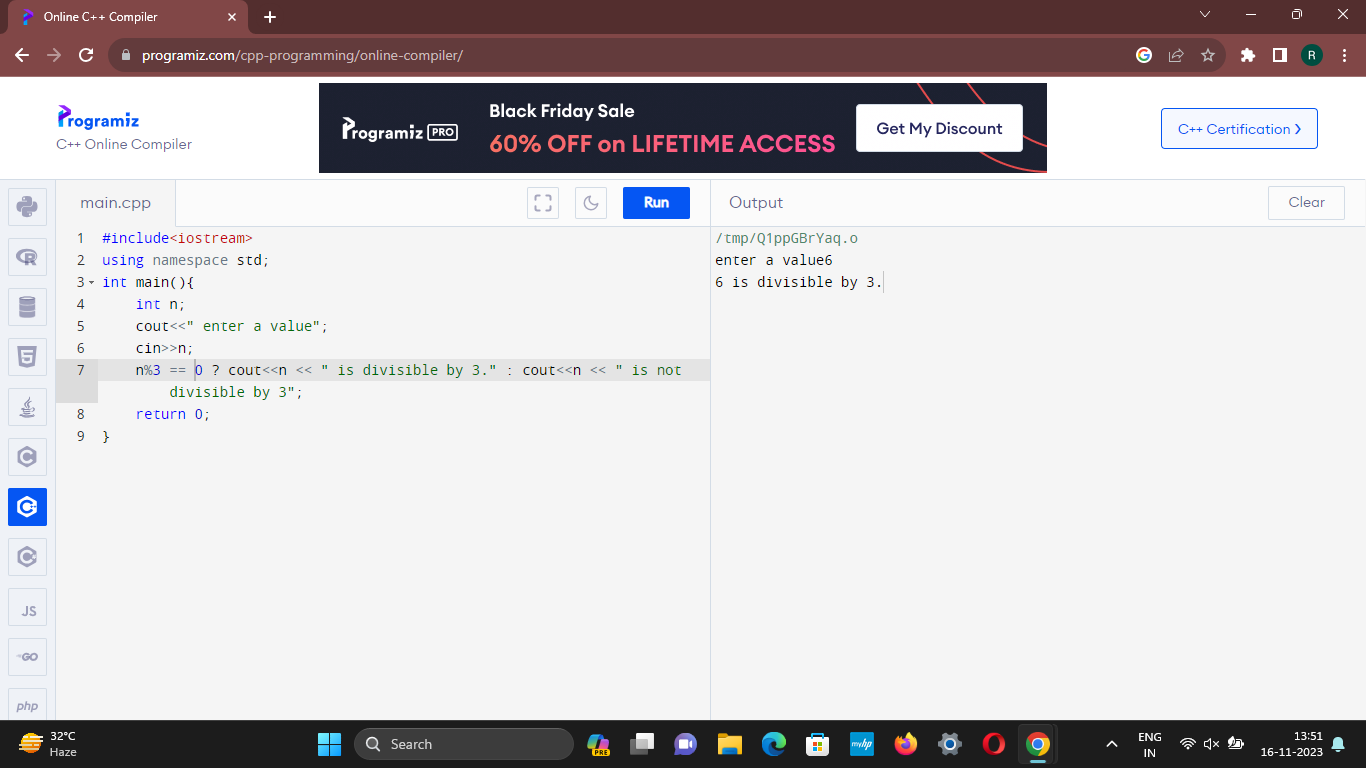 Online C++ Compiler
programiz.com/cpp-programming/online-compiler/
R
Programiz
C++ Online Compiler
Programiz PRO
Black Friday Sale
60% OFF on LIFETIME ACCESS
Get My Discount
C++ Certification
main.cpp
Run
Output
Clear
1 #include<iostream>
2 using namespace std;
3 int main(){
4 int n;
5 cout<<" enter a value";
6 cin>>n;
7 n%3 == 0 ? cout<<n << " is divisible by 3." : cout<<n << " is not
divisible by 3";
8 return 0;
9 }
/tmp/Q1ppGBrYaq.o
enter a value6
6 is divisible by 3.
JS
GO
php
32°C
Haze
Search
PRE
myhp
ENG
IN
13:51
16-11-2023